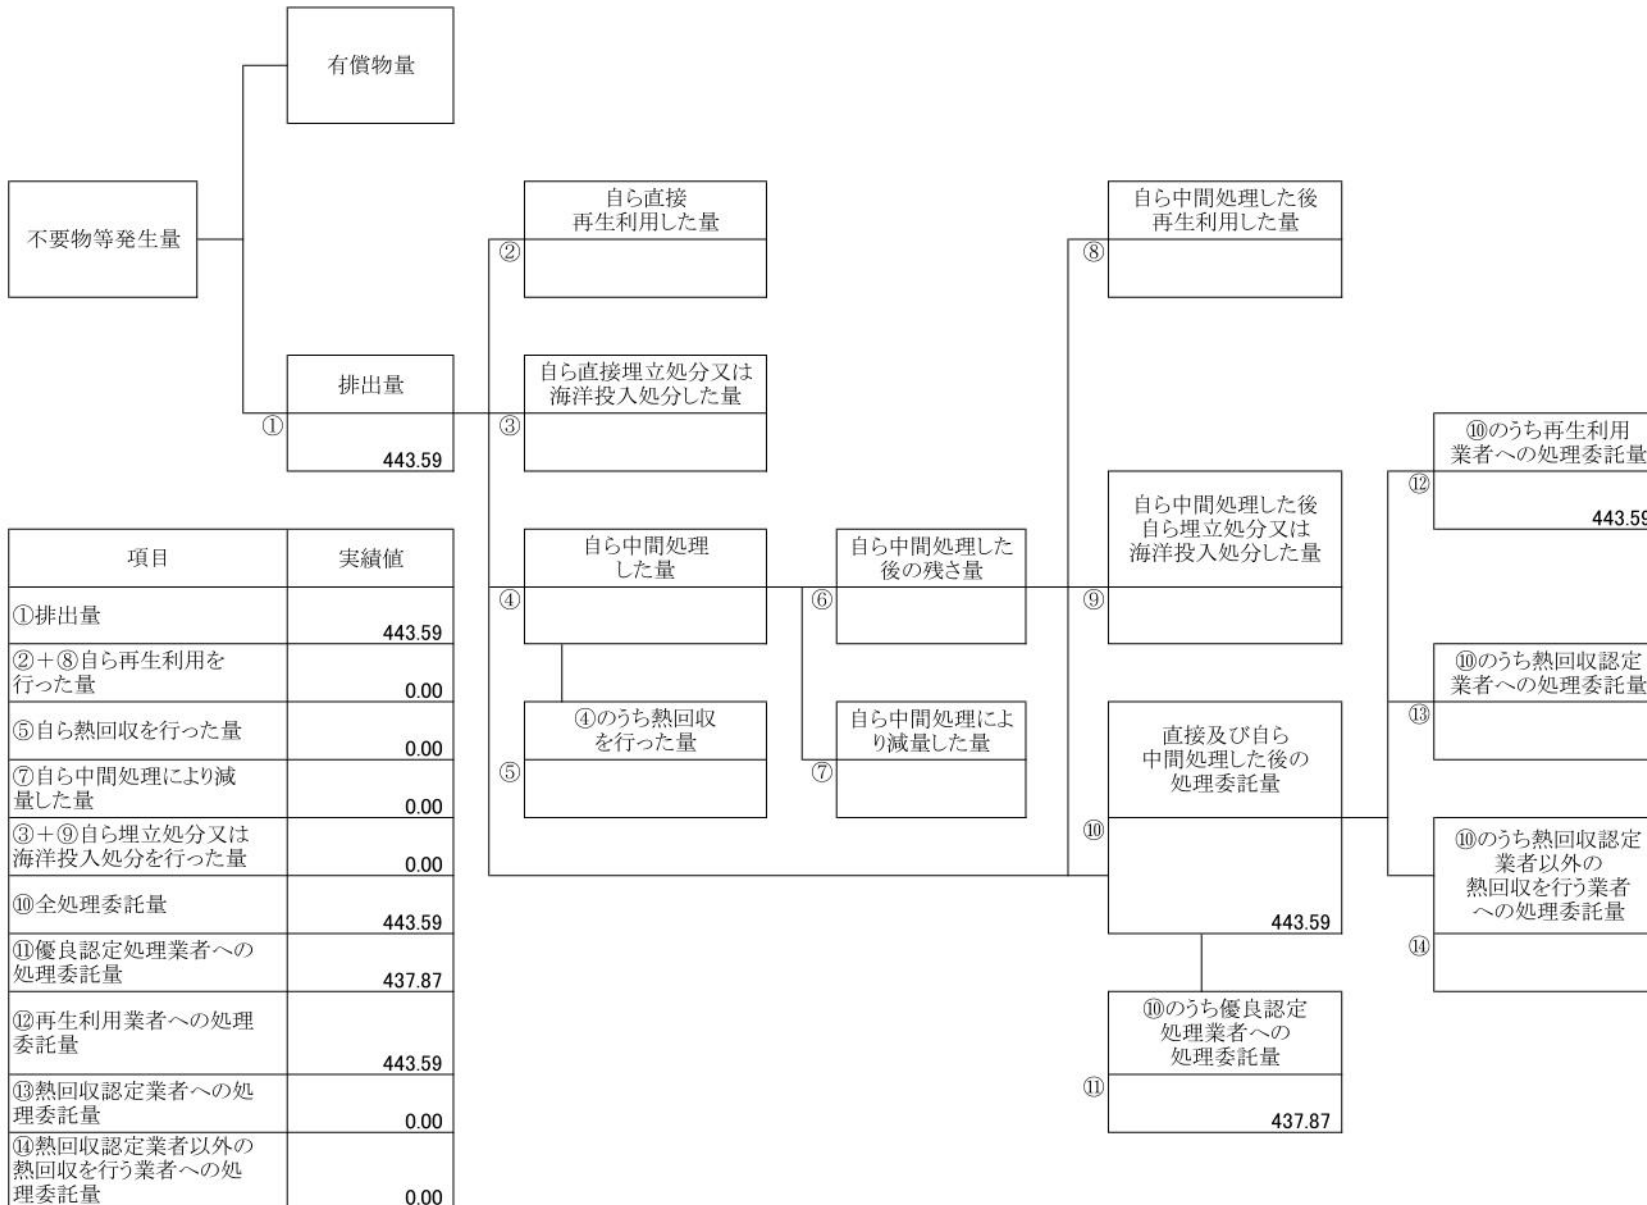 有償物量
不要物等発生量
自ら直接
再生利用した量
②
自ら中間処理した後
再生利用した量
⑧
排出量
①
443.59
自ら直接埋立処分又は
海洋投入処分した量
③
⑩のうち再生利用
業者への処理委託量
⑫
443.59
自ら中間処理した後
自ら埋立処分又は
海洋投入処分した量
⑨
自ら中間処理
した量
④
自ら中間処理した
後の残さ量
⑥
⑩のうち熱回収認定
業者への処理委託量
⑬
④のうち熱回収
を行った量
⑤
自ら中間処理によ
り減量した量
⑦
直接及び自ら
中間処理した後の
処理委託量
⑩
443.59
⑩のうち熱回収認定
業者以外の
熱回収を行う業者
への処理委託量
⑭
⑩のうち優良認定
処理業者への
処理委託量
⑪
437.87
項目 実績値
①排出量
443.59
②+⑧自ら再生利用を
行った量
0.00
⑤自ら熱回収を行った量
0.00
⑦自ら中間処理により減
量した量
0.00
③+⑨自ら埋立処分又は
海洋投入処分を行った量
0.00
⑩全処理委託量
443.59
⑪優良認定処理業者への
処理委託量
437.87
⑫再生利用業者への処理
委託量
443.59
⑬熱回収認定業者への処
理委託量
0.00
⑭熱回収認定業者以外の
熱回収を行う業者への処
理委託量
0.00